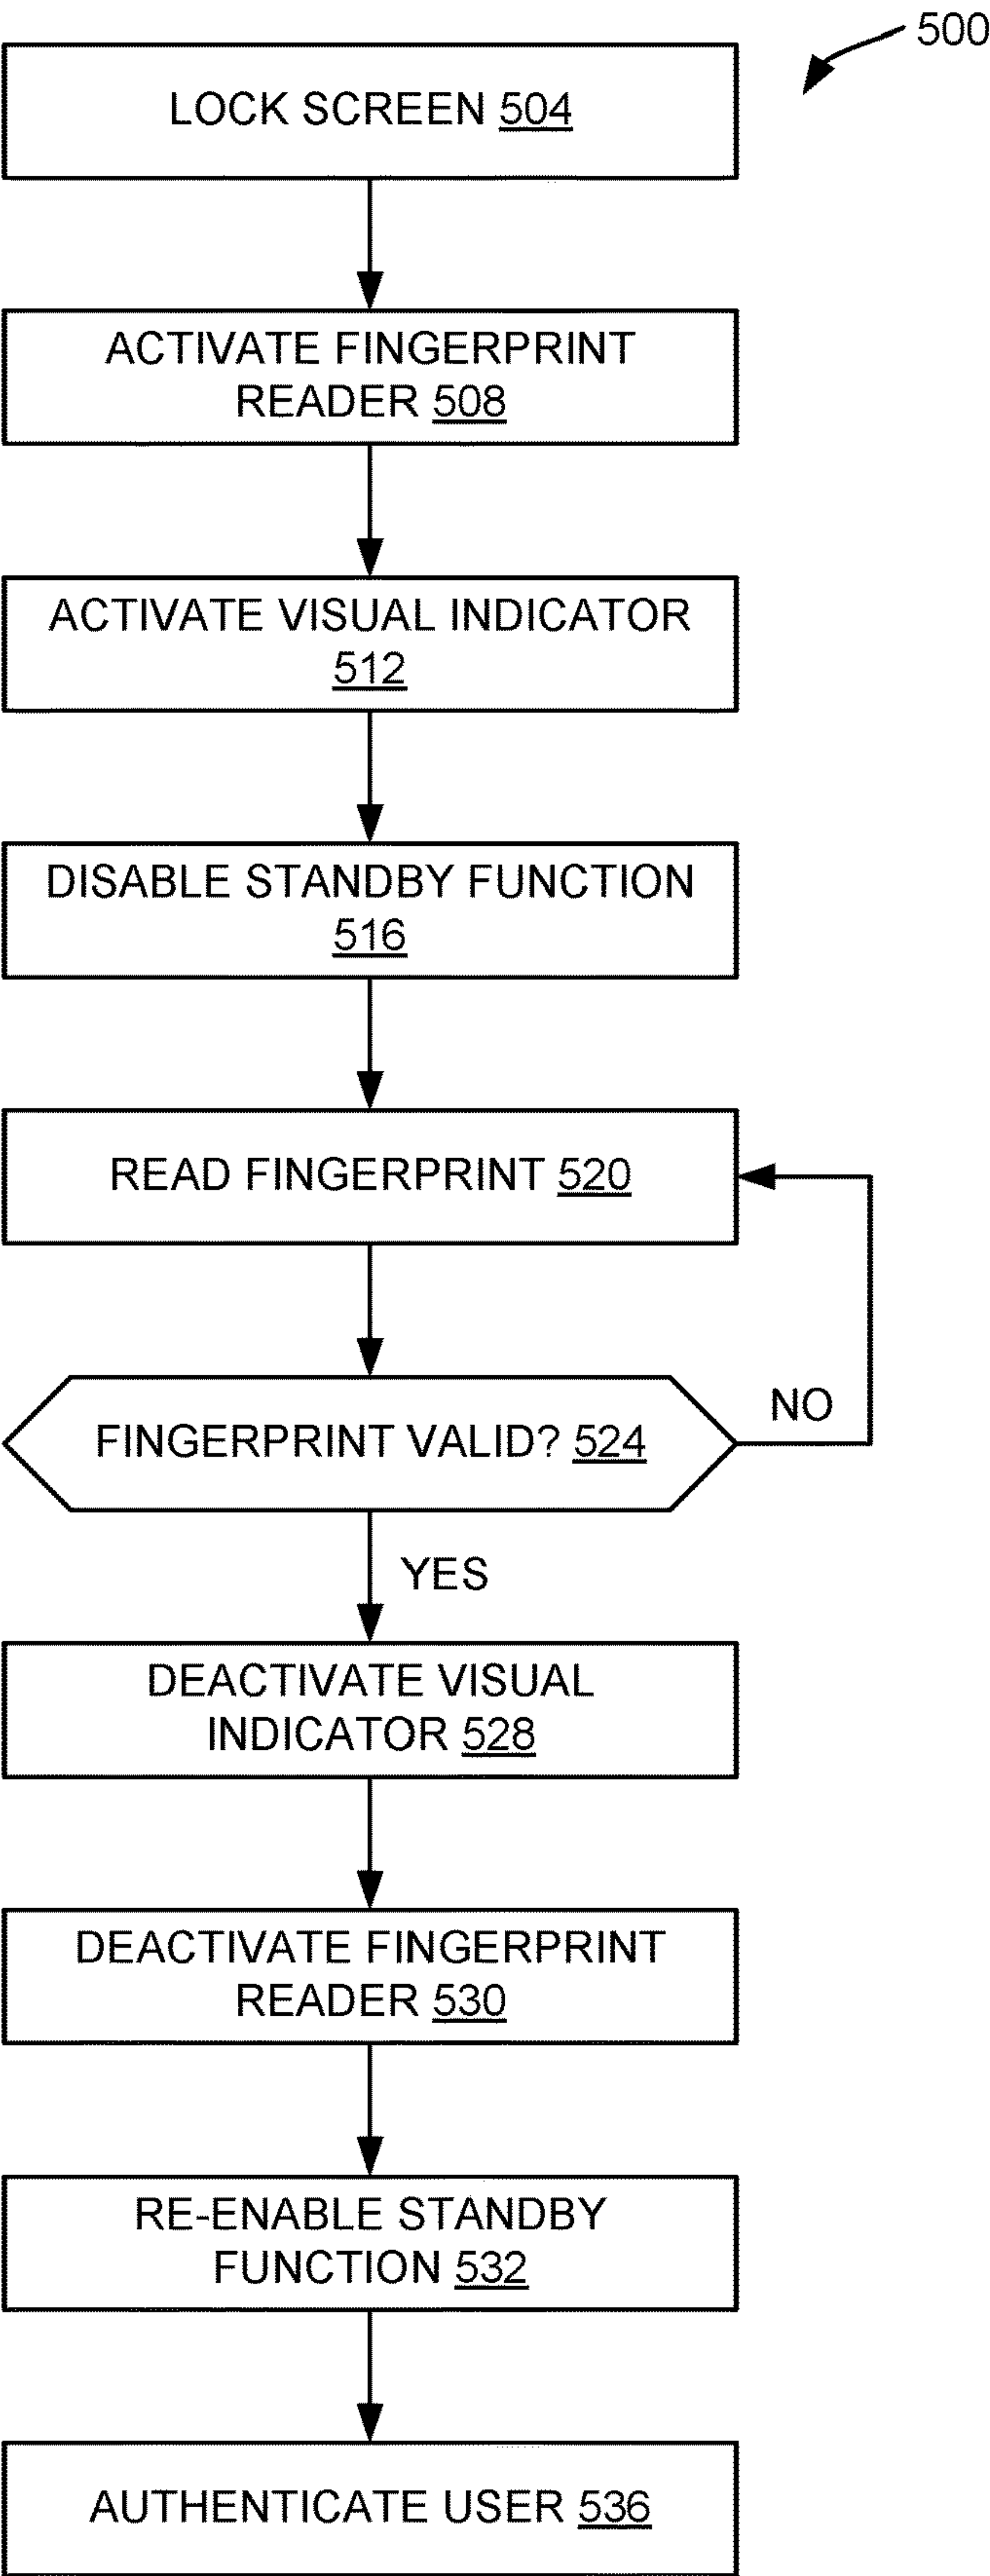 500
LOCK SCREEN 504
ACTIVATE FINGERPRINT
READER 508
ACTIVATE VISUAL INDICATOR
512
DISABLE STANDBY FUNCTION
516
READ FINGERPRINT 520
NO
FINGERPRINT VALID? 524
YES
DEACTIVATE VISUAL
INDICATOR 528
DEACTIVATE FINGERPRINT
READER 530
RE-ENABLE STANDBY
FUNCTION 532
AUTHENTICATE USER 536